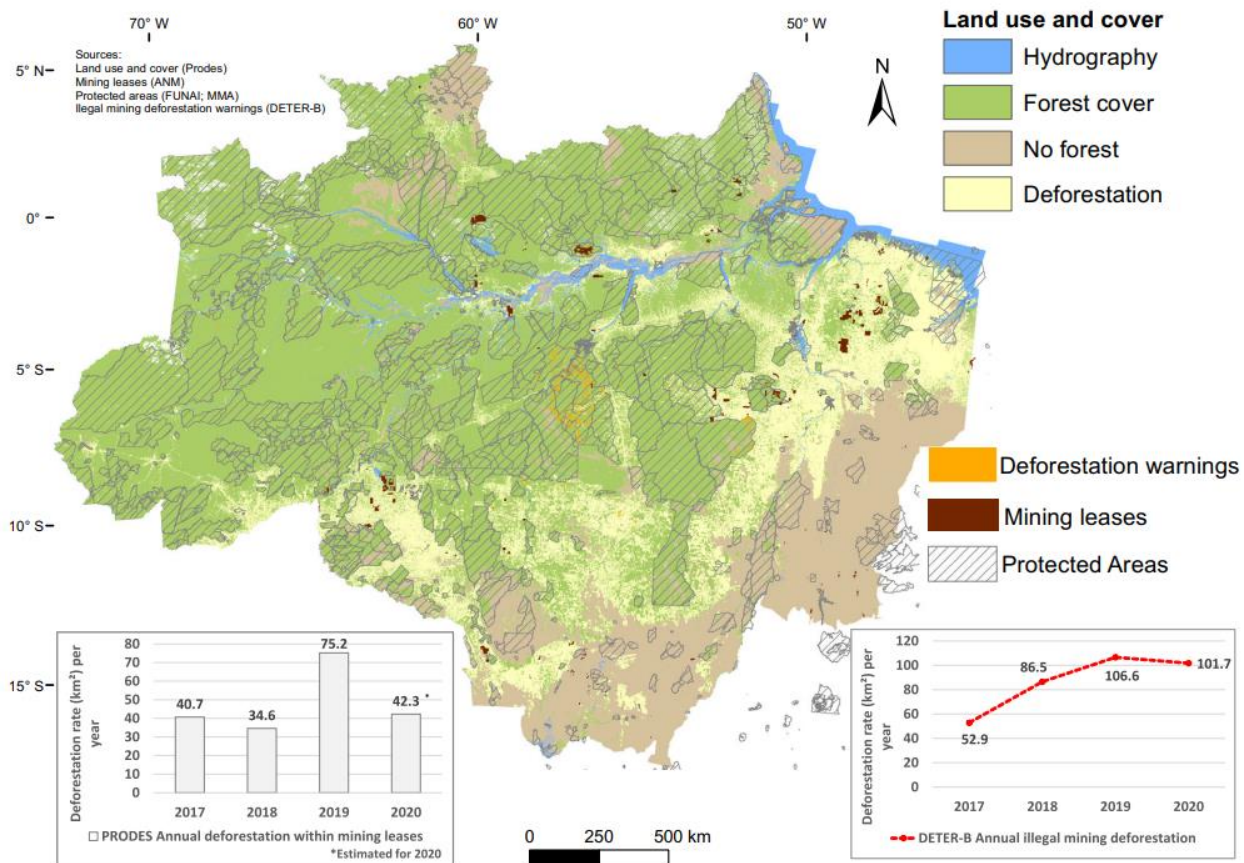 70° W
60° W
50° W
Sources:
Land use and cover (Prodes)
Mining leases (ANM)
Protected areas (FUNAI; MMA)
Ilegal mining deforestation warnings (DETER-B)
5° N
0°
5° S
10° S
15° S
N
Land use and cover
Hydrography
Forest cover
No forest
Deforestation
Deforestation warnings
Mining leases
Protected Areas
Deforestation rate (km²) per
year
80
70
60
50
40
30
20
10
0
40.7
34.6
75.2
42.3 *
2017 2018 2019 2020
PRODES Annual deforestation within mining leases
*Estimated for 2020
0 250 500 km
Deforestation rate (km²) per
year
120
100
80
60
40
20
0
52.9
86.5
106.6
101.7
2017 2018 2019 2020
DETER-B Annual illegal mining deforestation